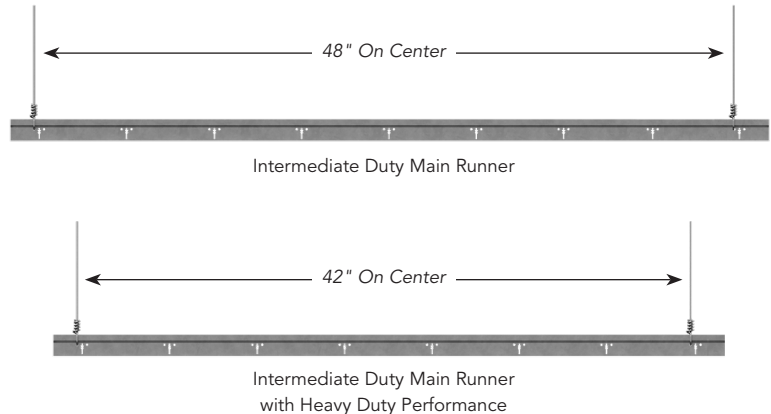 48" On Center
Intermediate Duty Main Runner
42" On Center
Intermediate Duty Main Runner
with Heavy Duty Performance